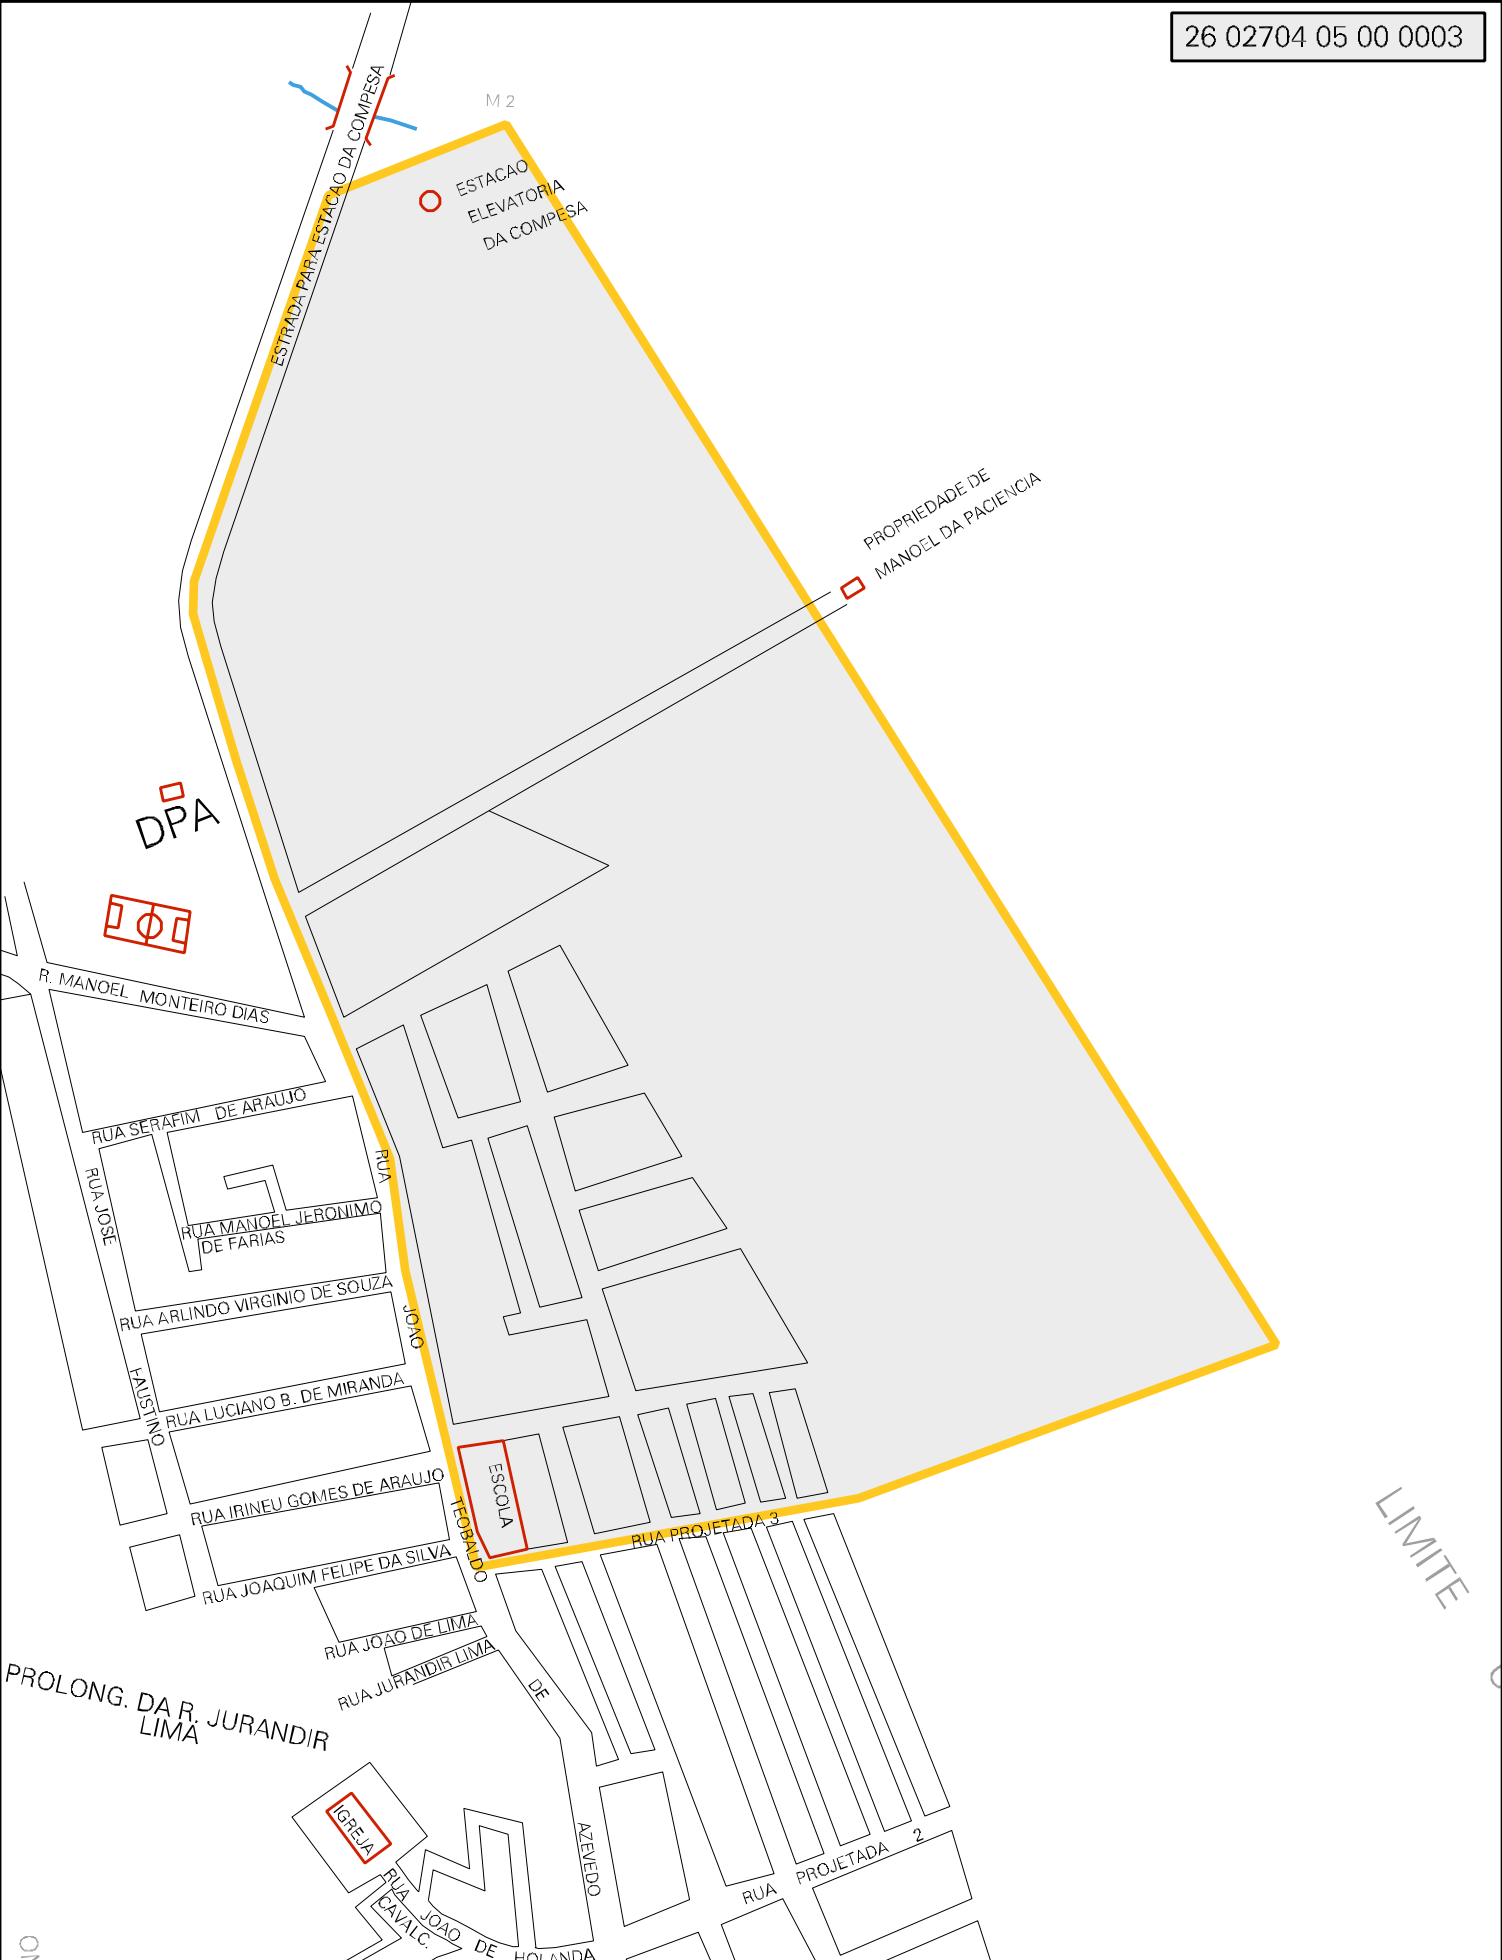 26 02704 05 00 0003
M 2
ESTRADA PARA ESTACAO DA COMPESA
ESTACAO
ELEVATORIA
DA COMPESA
PROPRIEDADE DE
MANOEL DA PACIENCIA
DPA
R. MANOEL MONTEIRO DIAS
RUA SERAFIM DE ARAUJO
RUA JOSE FAUSTINO
RUA MANOEL JERONIMO
DE FARIAS
RUA ARLINDO VIRGINIO DE SOUZA
RUA LUCIANO B. DE MIRANDA
RUA IRINEU GOMES DE ARAUJO
RUA JOAQUIM FELIPE DA SILVA
RUA JOAO DE LIMA
RUA JURANDIR LIMA
RUA JOAO TEOBALDO DE AZEVEDO
ESCOLA
RUA PROJETADA 3
LIMITE
PROLONG. DA R. JURANDIR
LIMA
IGREJA
RUA PROJETADA 2
RUA JOAO DE HOLANDA
CAVALC.